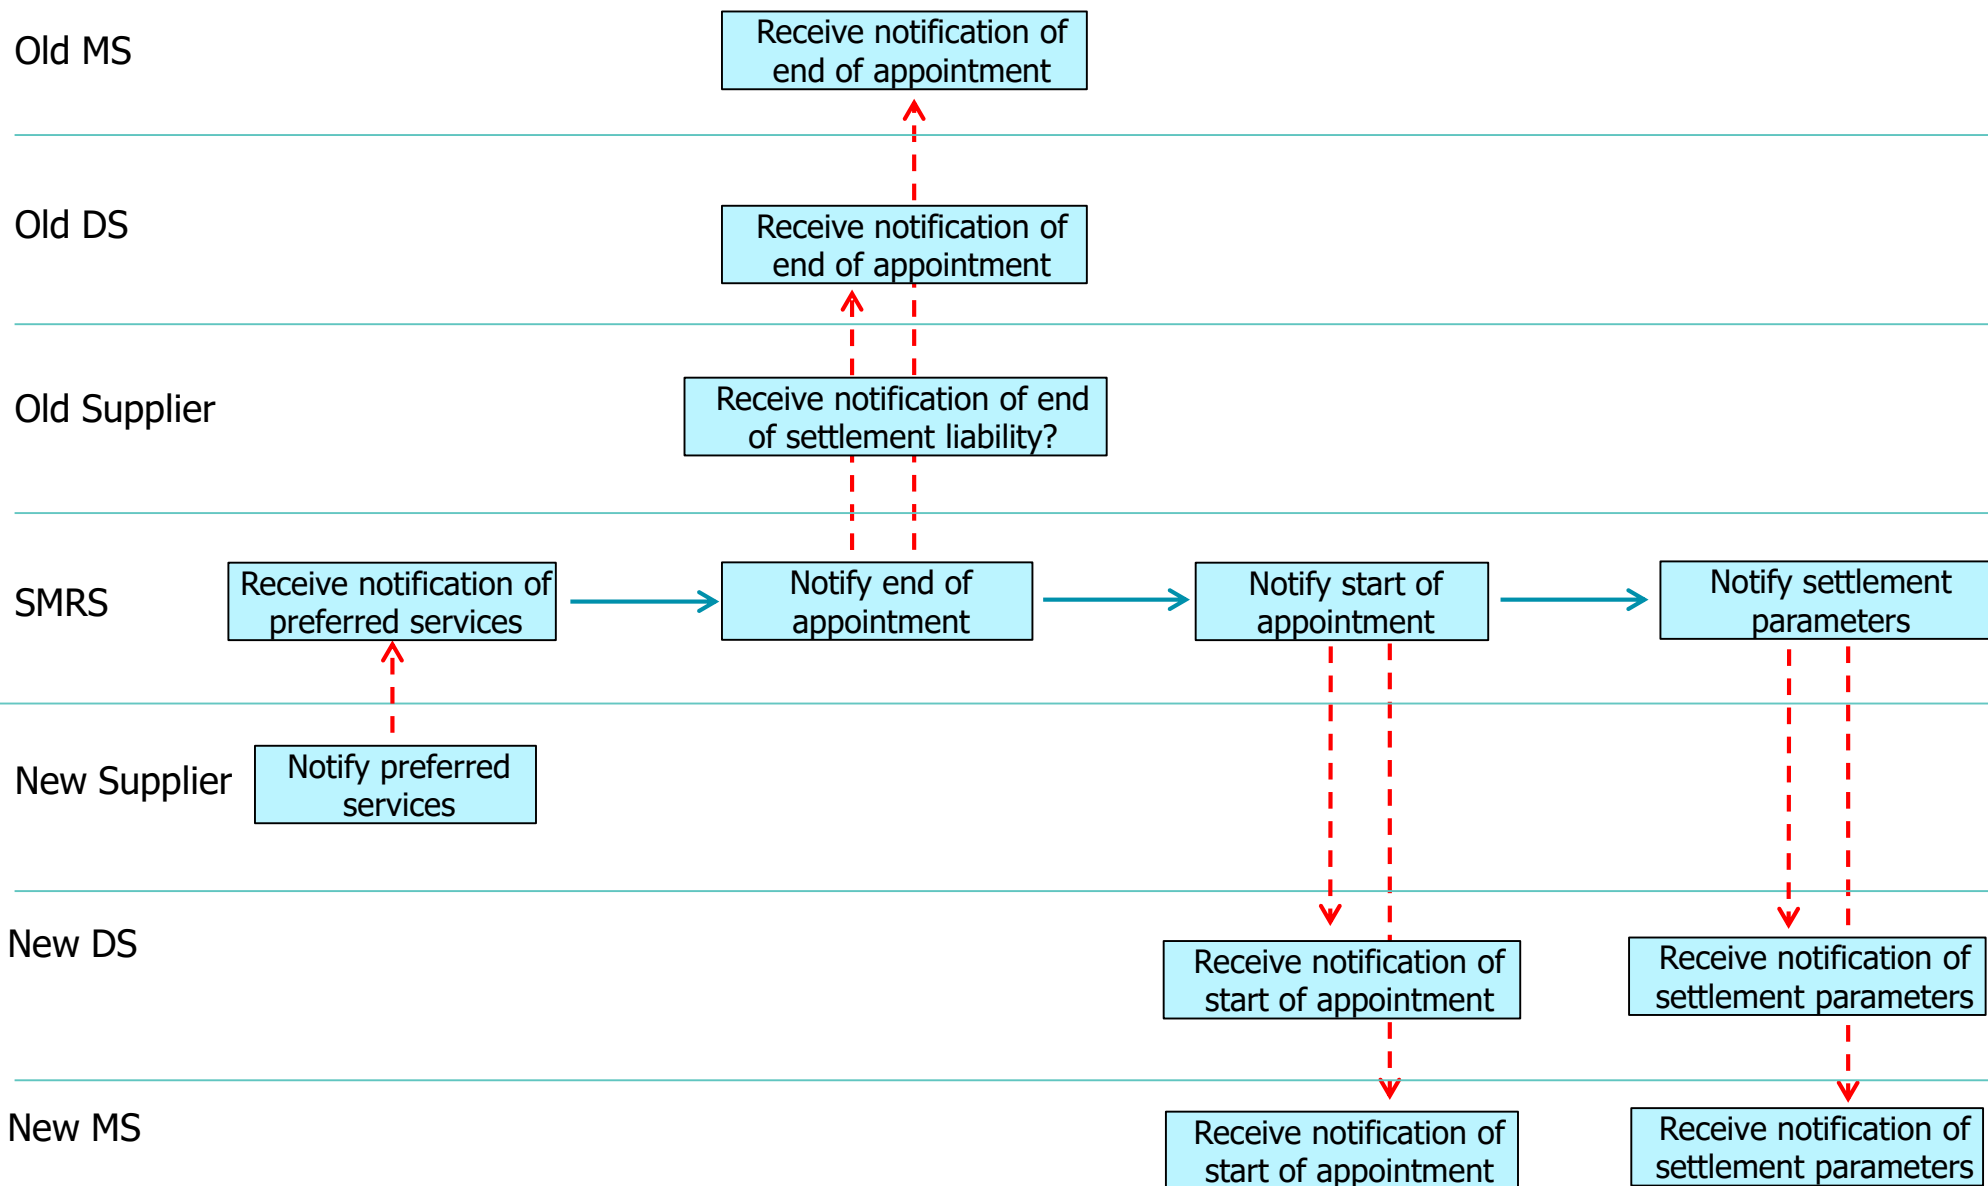 Old MS
Receive notification of
end of appointment
Old DS
Receive notification of
end of appointment
Old Supplier
Receive notification of end
of settlement liability?
SMRS
Receive notification of
preferred services
Notify end of
appointment
Notify start of
appointment
Notify settlement
parameters
New Supplier
Notify preferred
services
New DS
Receive notification of
start of appointment
Receive notification of
settlement parameters
New MS
Receive notification of
start of appointment
Receive notification of
settlement parameters